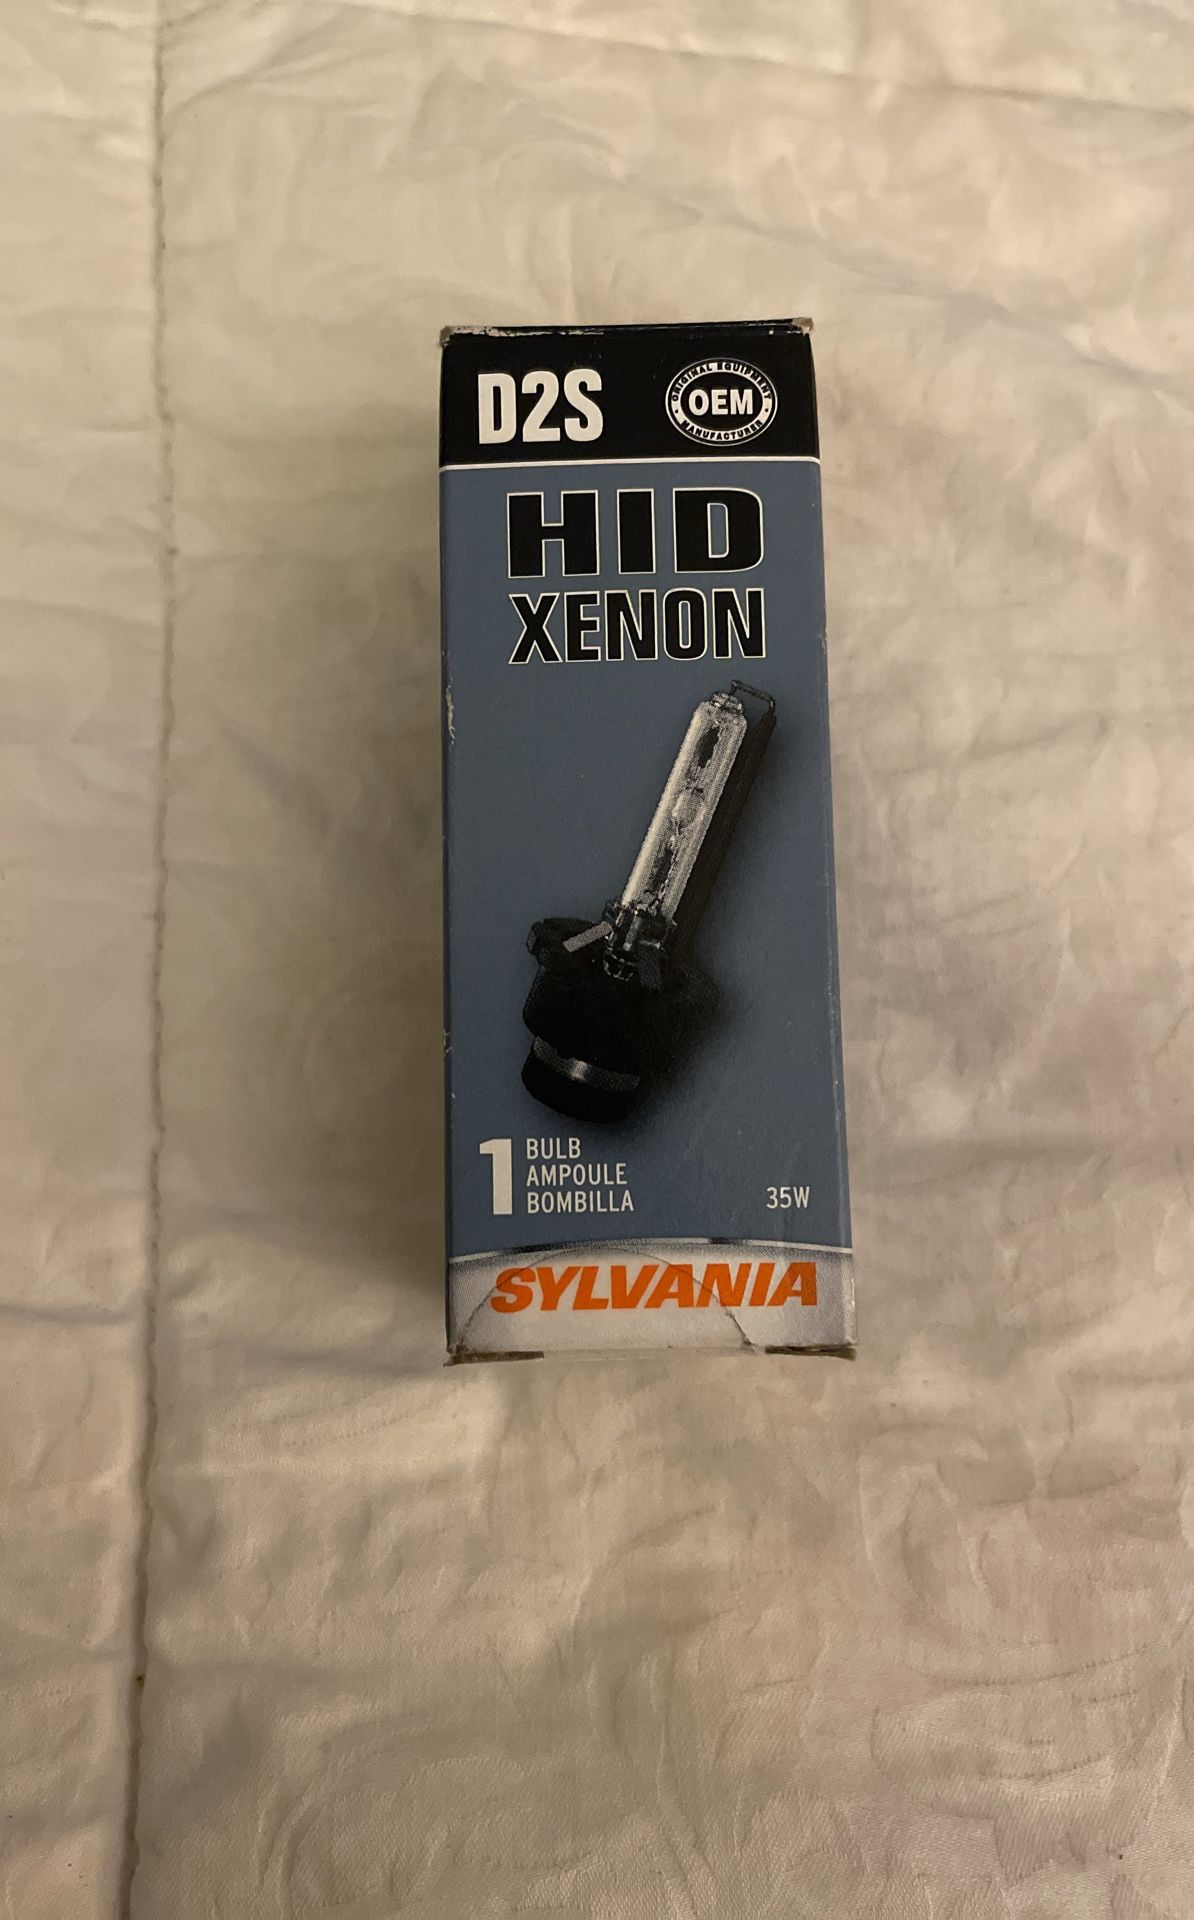 D2S
ORIGINAL EQUIPMENT
OEM
MANUFACTURER
HID
XENON
1
BULB
AMPOULE
BOMBILLA
35W
SYLVANIA